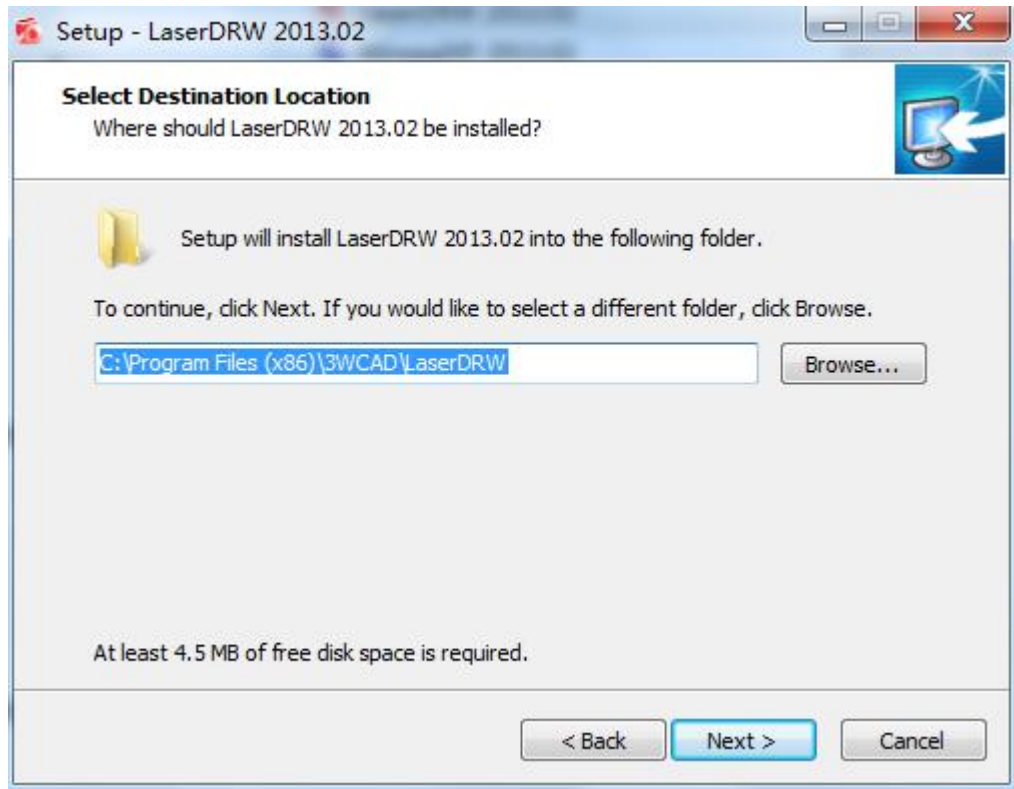 Setup - LaserDRW 2013.02
Select Destination Location
Where should LaserDRW 2013.02 be installed?
Setup will install LaserDRW 2013.02 into the following folder.
To continue, click Next. If you would like to select a different folder, click Browse.
C:\Program Files (x86)\3WCAD\LaserDRW
Browse...
At least 4.5 MB of free disk space is required.
< Back
Next >
Cancel